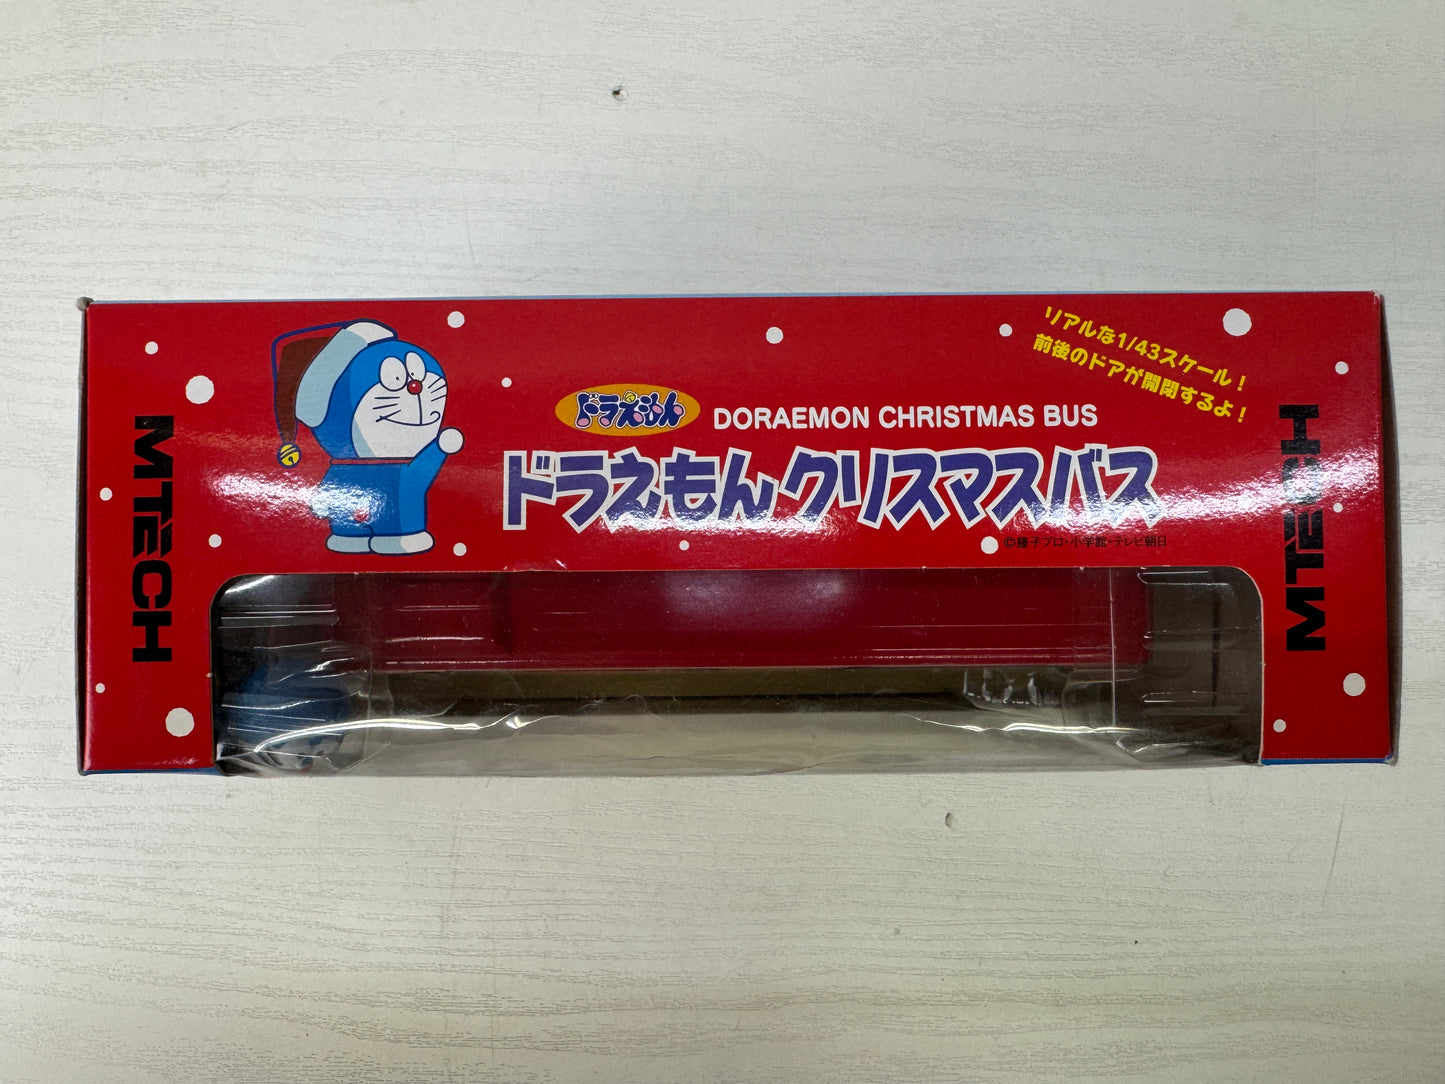 リアルな1/43スケール！
前後のドアが開閉するよ！
ドラえもん DORAEMON CHRISTMAS BUS
ドラえもんクリスマスバス
©藤子プロ・小学館・テレビ朝日
MTECH
MTECH